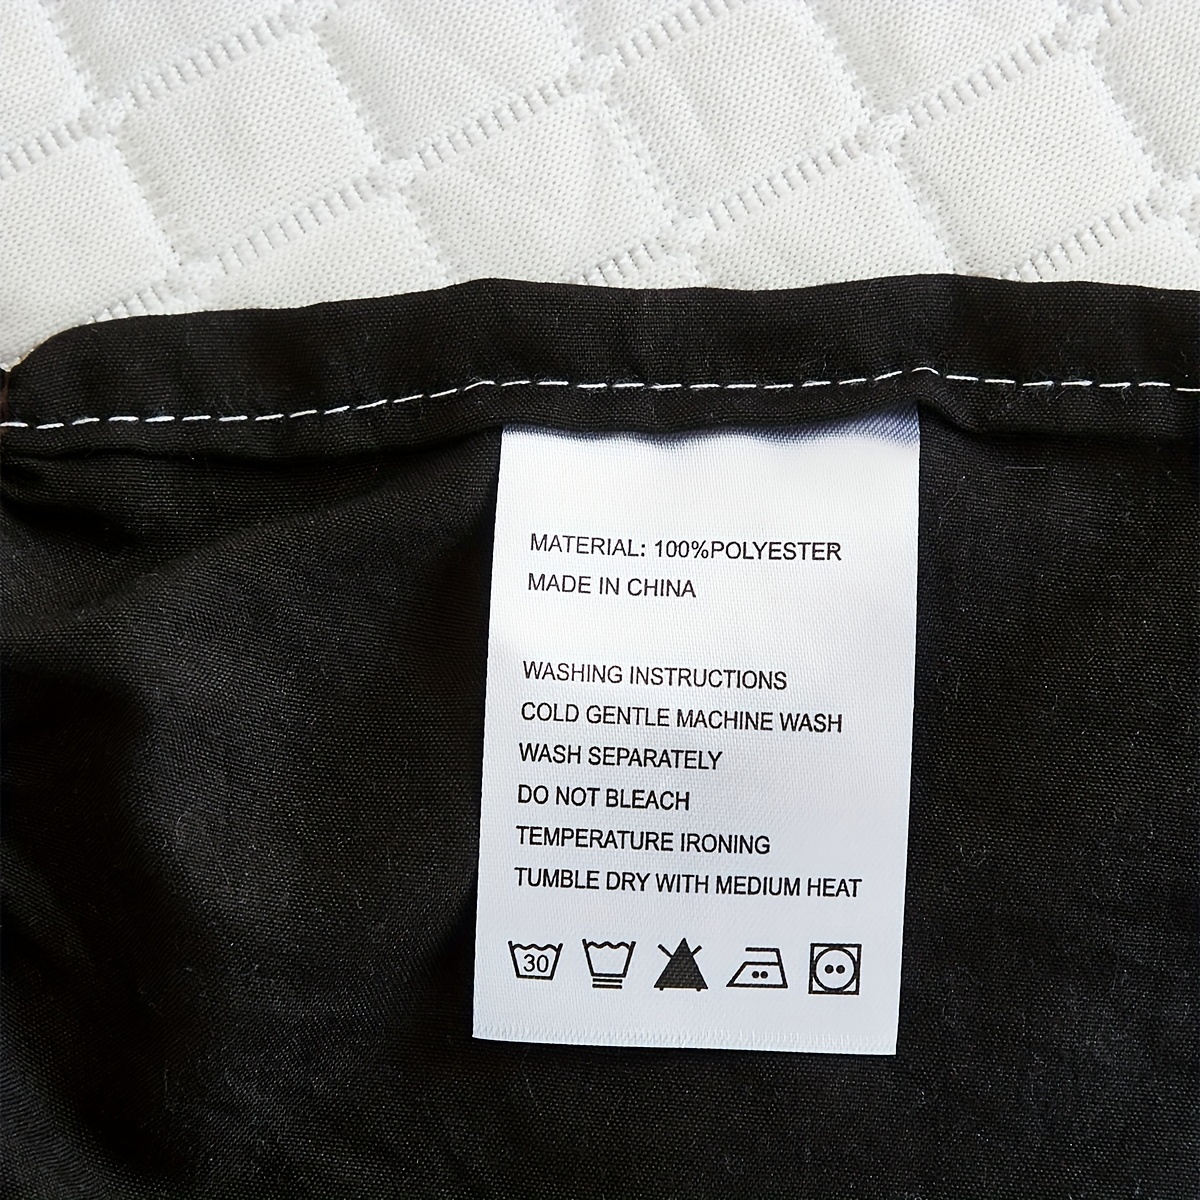 MATERIAL: 100%POLYESTER
MADE IN CHINA
WASHING INSTRUCTIONS
COLD GENTLE MACHINE WASH
WASH SEPARATELY
DO NOT BLEACH
TEMPERATURE IRONING
TUMBLE DRY WITH MEDIUM HEAT
30